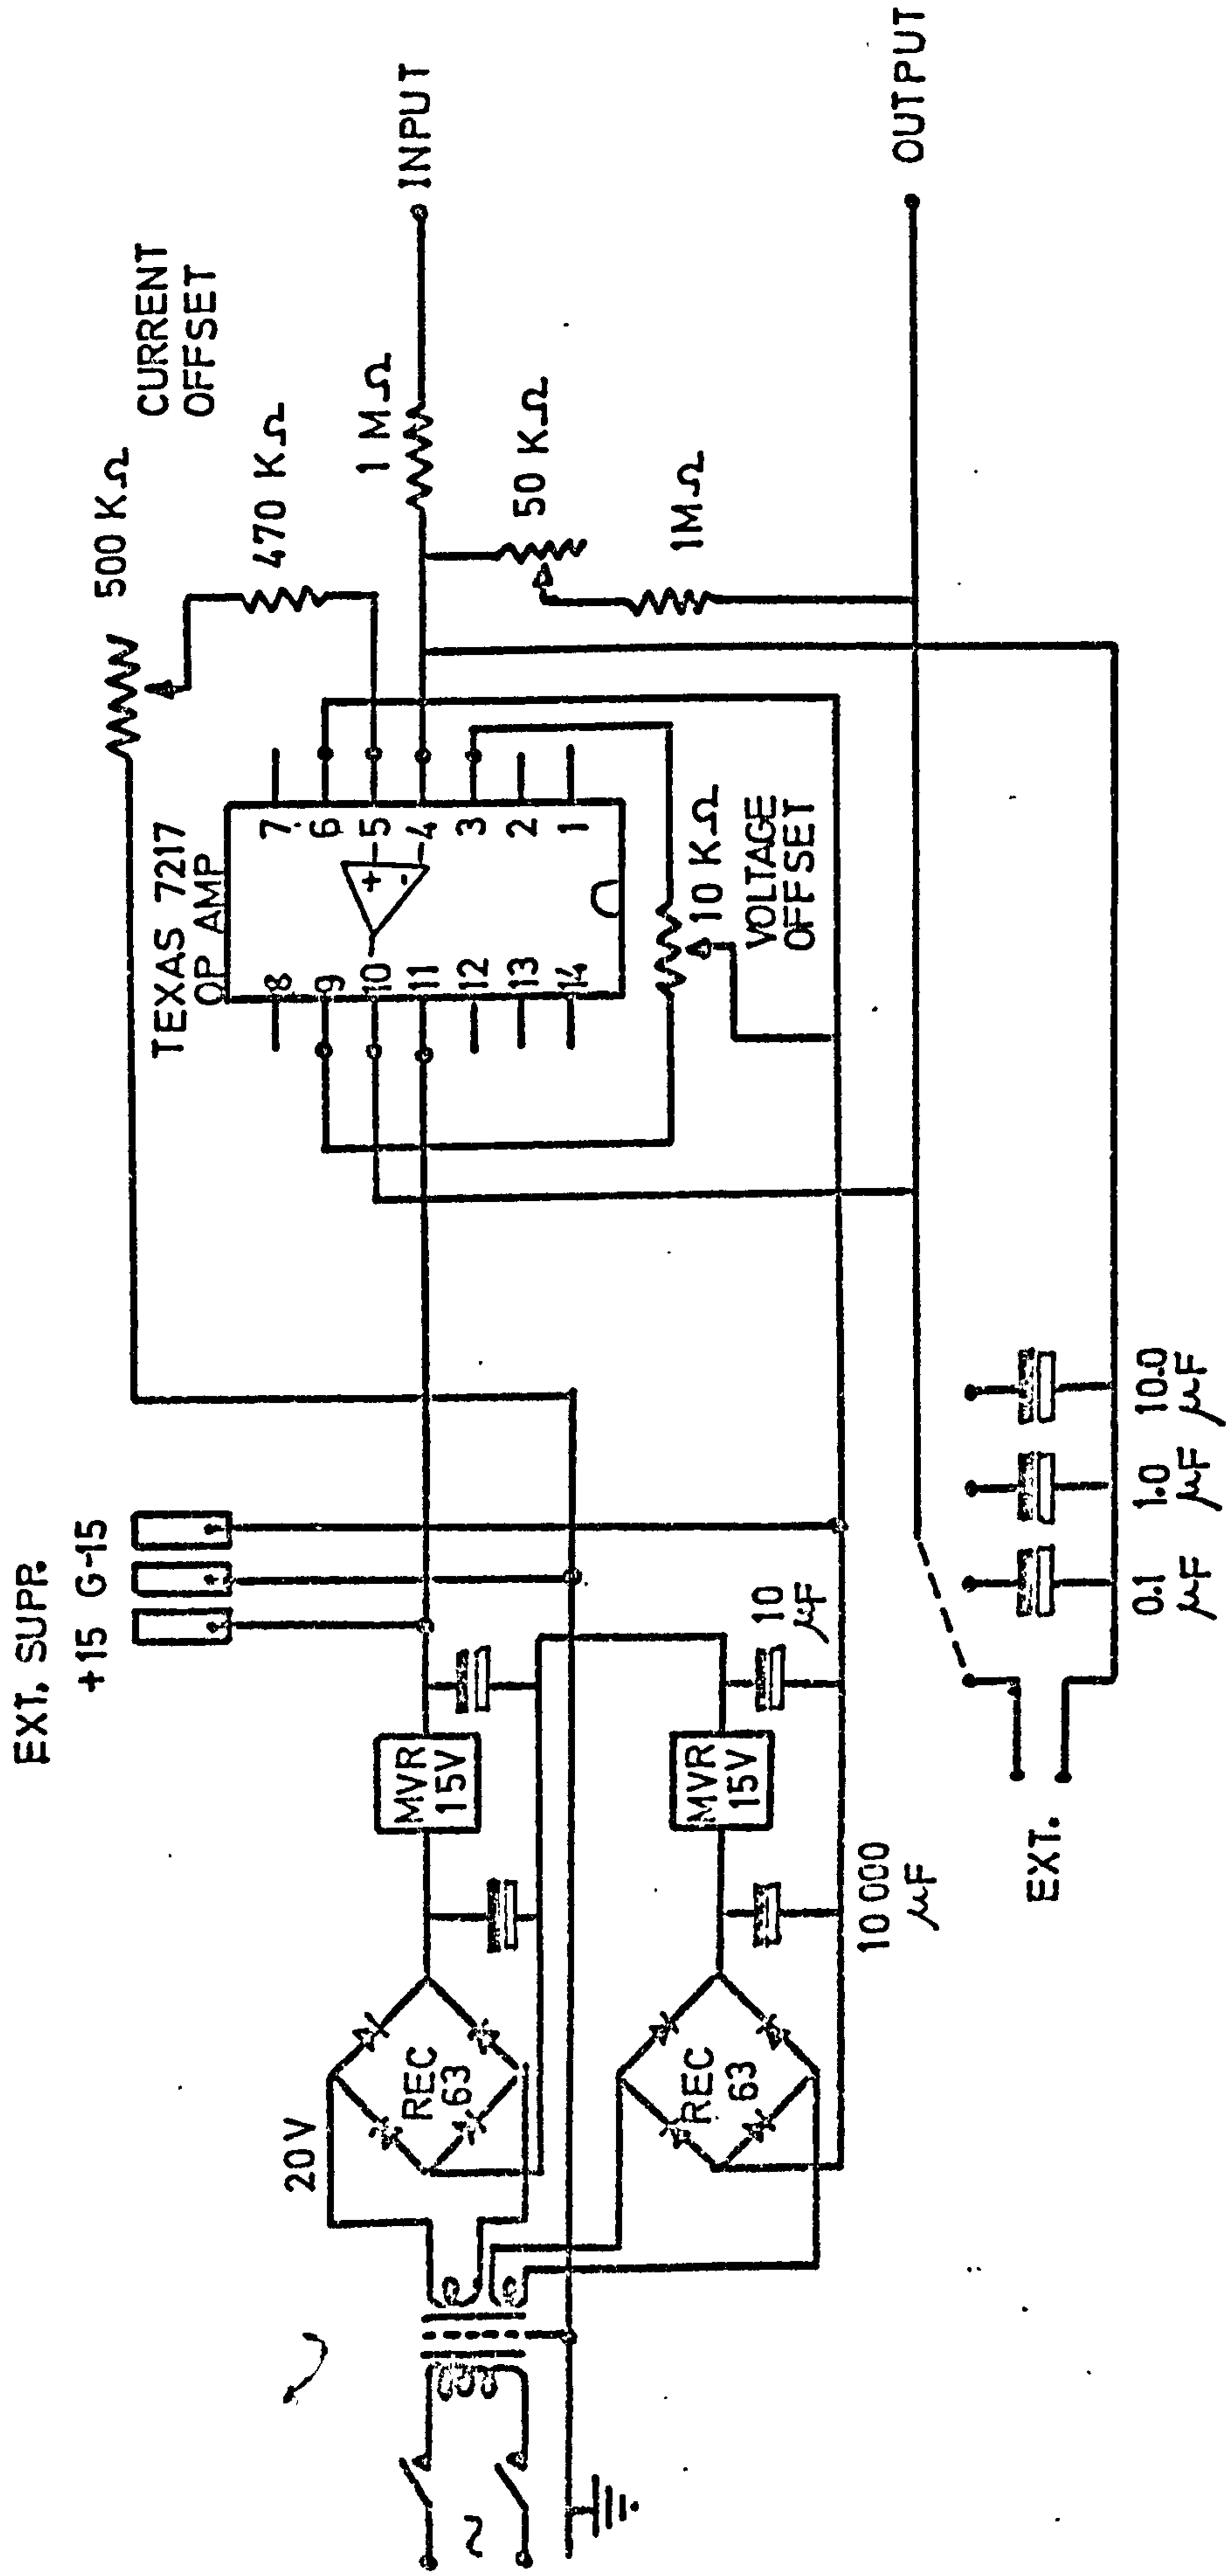 EXT. SUPP.
+15 G-15
20V
REC
63
MVR
15V
REC
63
MVR
15V
10
µF
10 000
µF
~
TEXAS 7217
OP AMP
8
9
10
11
12
13
14
7
6
5
4
3
2
1
+
-
500 KΩ
CURRENT
OFFSET
470 KΩ
1 MΩ
INPUT
50 KΩ
1MΩ
10 KΩ
VOLTAGE
OFFSET
OUTPUT
EXT.
0.1
µF
1.0
µF
10.0
µF